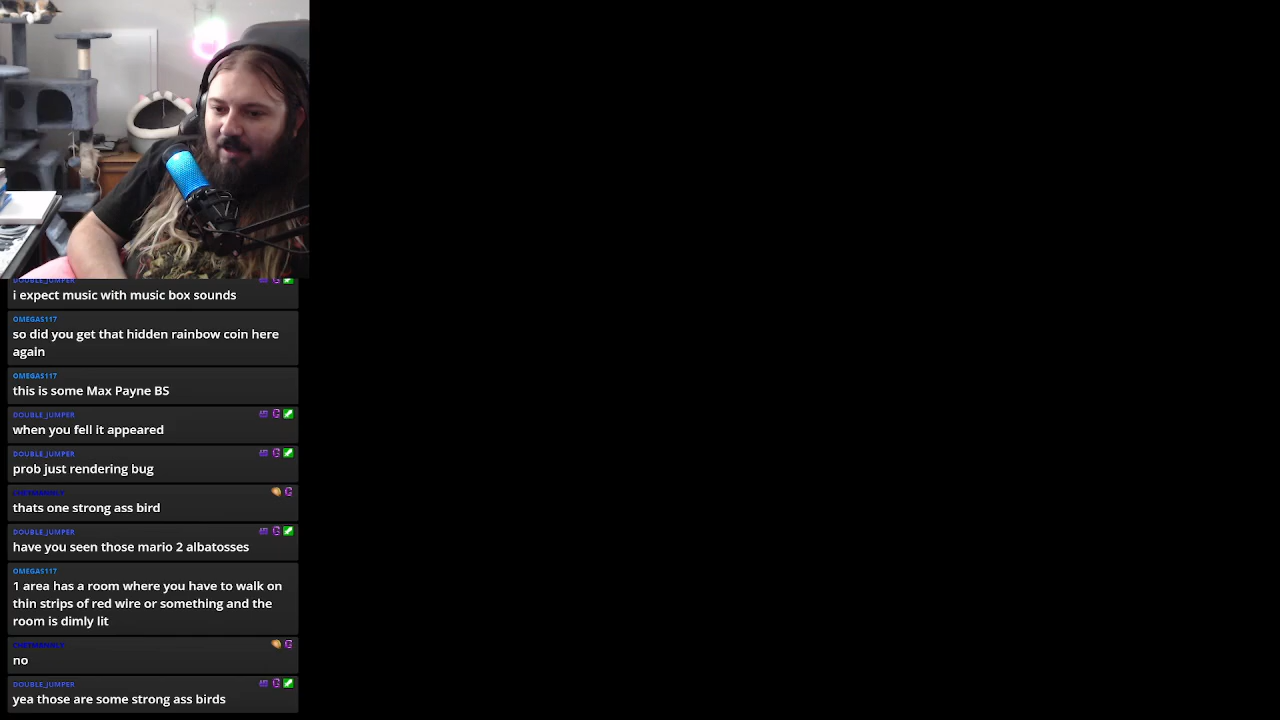 DOUBLE_JUMPER
i expect music with music box sounds
OMEGAS117
so did you get that hidden rainbow coin here
again
OMEGAS117
this is some Max Payne BS
DOUBLE_JUMPER
when you fell it appeared
DOUBLE_JUMPER
prob just rendering bug
thats one strong ass bird
DOUBLE_JUMPER
have you seen those mario 2 albatosses
OMEGAS117
1 area has a room where you have to walk on
thin strips of red wire or something and the
room is dimly lit
no
DOUBLE_JUMPER
yea those are some strong ass birds